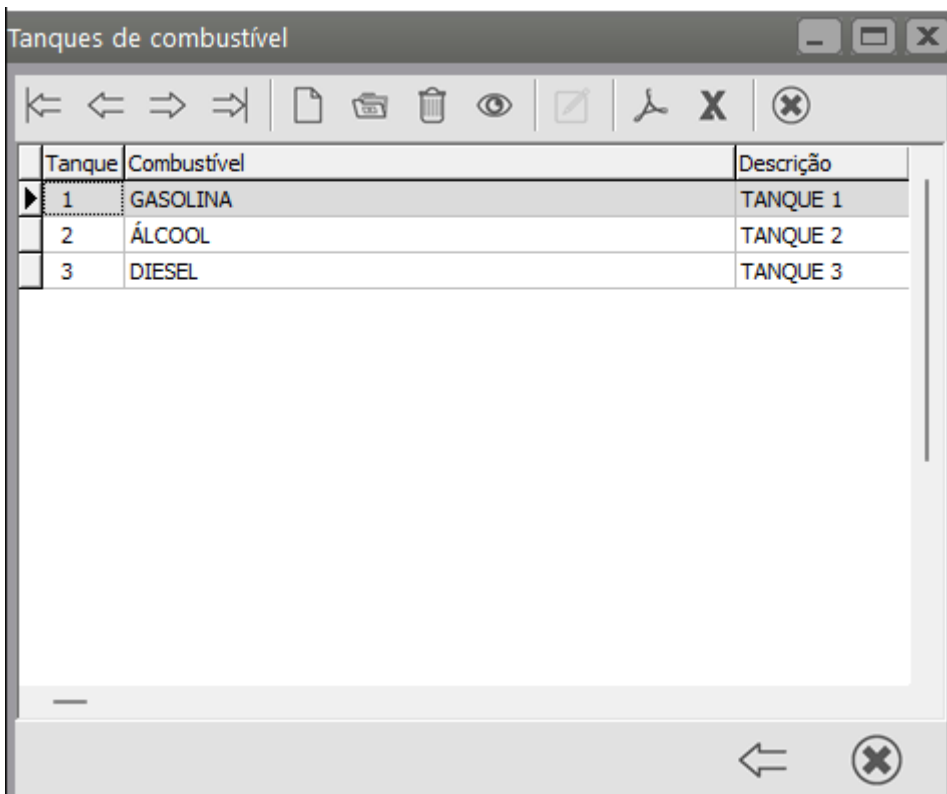 Tanques de combustível
Tanque Combustível Descrição
1 GASOLINA TANQUE 1
2 ÁLCOOL TANQUE 2
3 DIESEL TANQUE 3